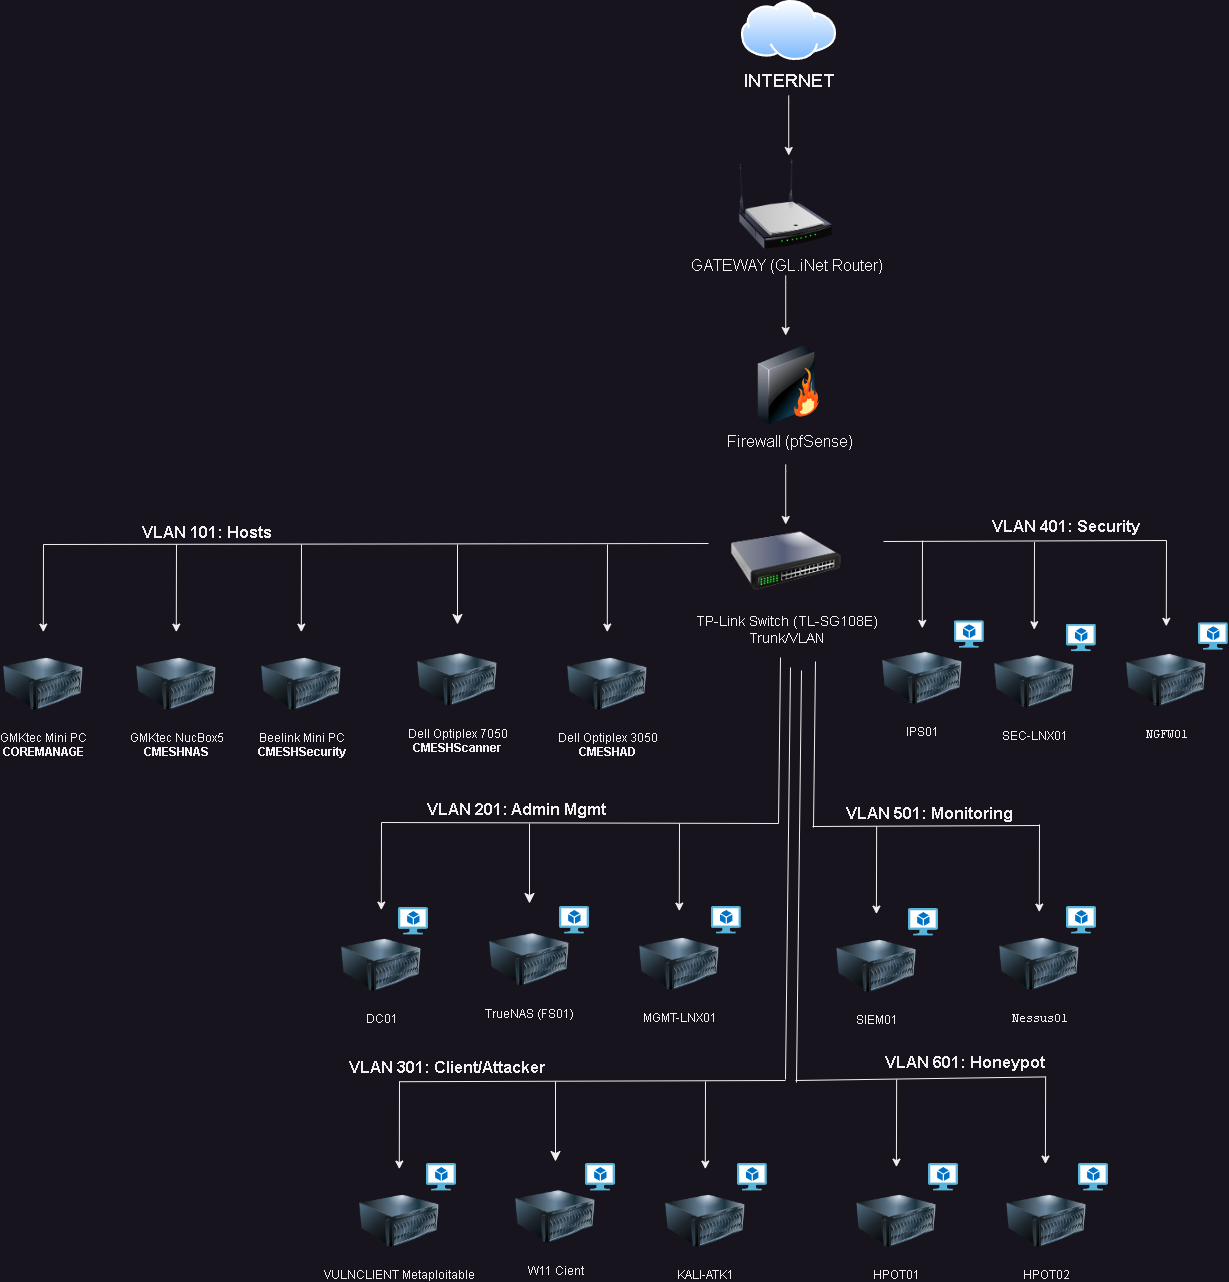 INTERNET
GATEWAY (GL.iNet Router)
Firewall (pfSense)
VLAN 101: Hosts
VLAN 401: Security
TP-Link Switch (TL-SG108E)
Trunk/VLAN
GMKtec Mini PC
COREMANAGE
GMKtec NucBox5
CMESHNAS
Beelink Mini PC
CMESHSecurity
Dell Optiplex 7050
CMESHScanner
Dell Optiplex 3050
CMESHAD
IPS01
SEC-LNX01
NGFW01
VLAN 201: Admin Mgmt
VLAN 501: Monitoring
DC01
TrueNAS (FS01)
MGMT-LNX01
SIEM01
Nessus01
VLAN 301: Client/Attacker
VLAN 601: Honeypot
VULNCLIENT Metaploitable
W11 Cient
KALI-ATK1
HPOT01
HPOT02